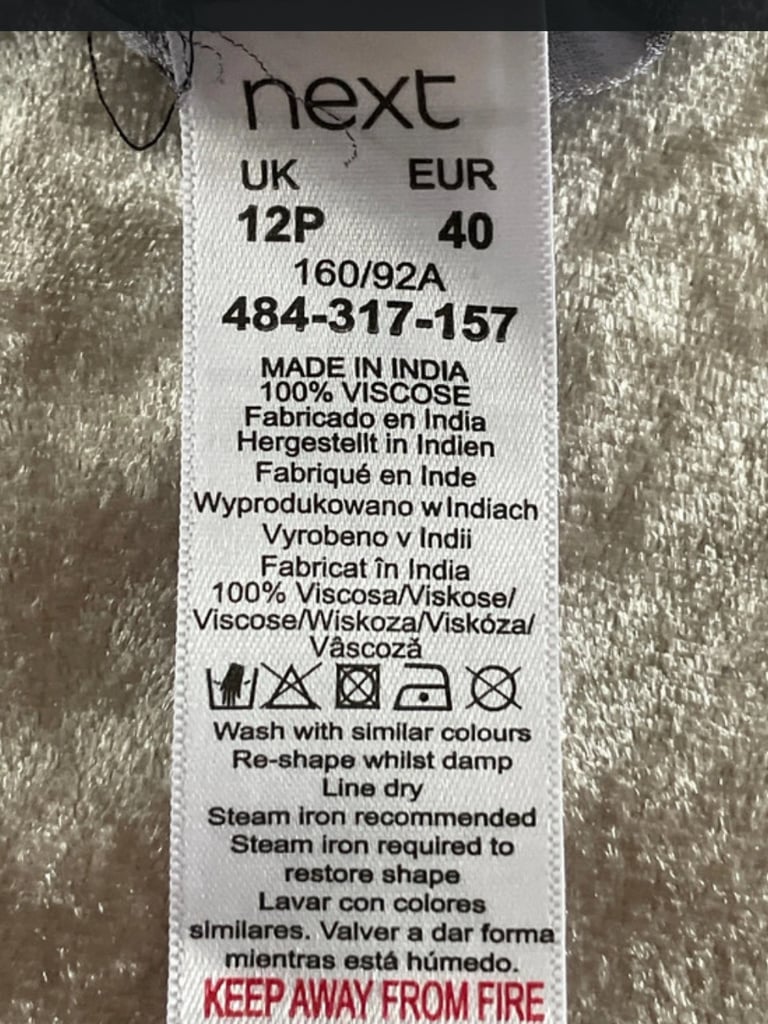 next
UK EUR
12P 40
160/92A
484-317-157
MADE IN INDIA
100% VISCOSE
Fabricado en India
Hergestellt in Indien
Fabriqué en Inde
Wyprodukowano w Indiach
Vyrobeno v Indii
Fabricat în India
100% Viscosa/Viskose/
Viscose/Wiskoza/Viskóza/
Vâscoză
Wash with similar colours
Re-shape whilst damp
Line dry
Steam iron recommended
Steam iron required to
restore shape
Lavar con colores
similares. Valver a dar forma
mientras está húmedo.
KEEP AWAY FROM FIRE